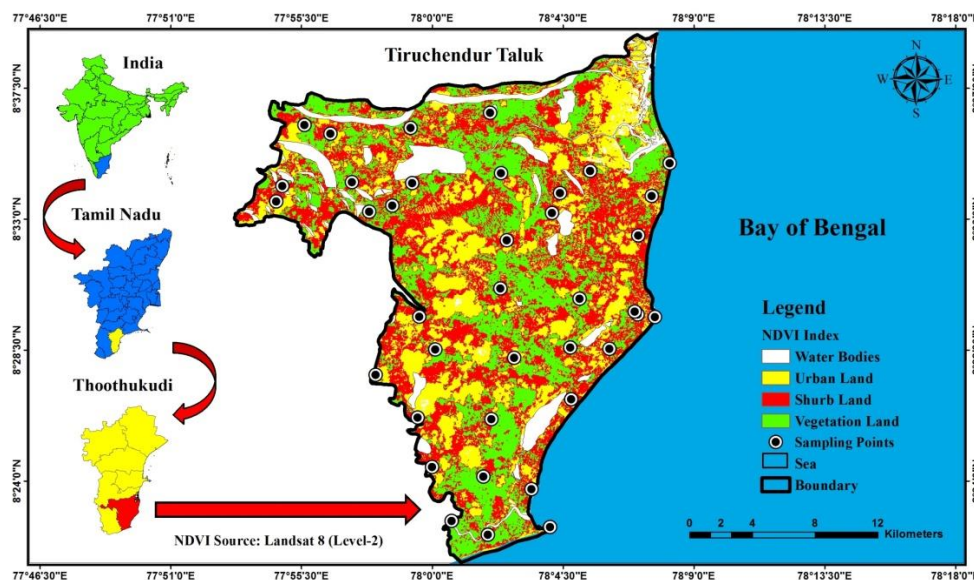 77°46'30"E 77°51'0"E 77°55'30"E 78°0'0"E 78°4'30"E 78°9'0"E 78°13'30"E 78°18'0"E
India
Tiruchendur Taluk
N
W E
S
8°37'30"N
Tamil Nadu
8°33'0"N
Bay of Bengal
Legend
NDVI Index
Water Bodies
Urban Land
Shurb Land
Vegetation Land
Sampling Points
Sea
Boundary
8°28'30"N
Thoothukudi
8°24'0"N
NDVI Source: Landsat 8 (Level-2)
0 2 4 8 12
Kilometers
77°46'30"E 77°51'0"E 77°55'30"E 78°0'0"E 78°4'30"E 78°9'0"E 78°13'30"E 78°18'0"E